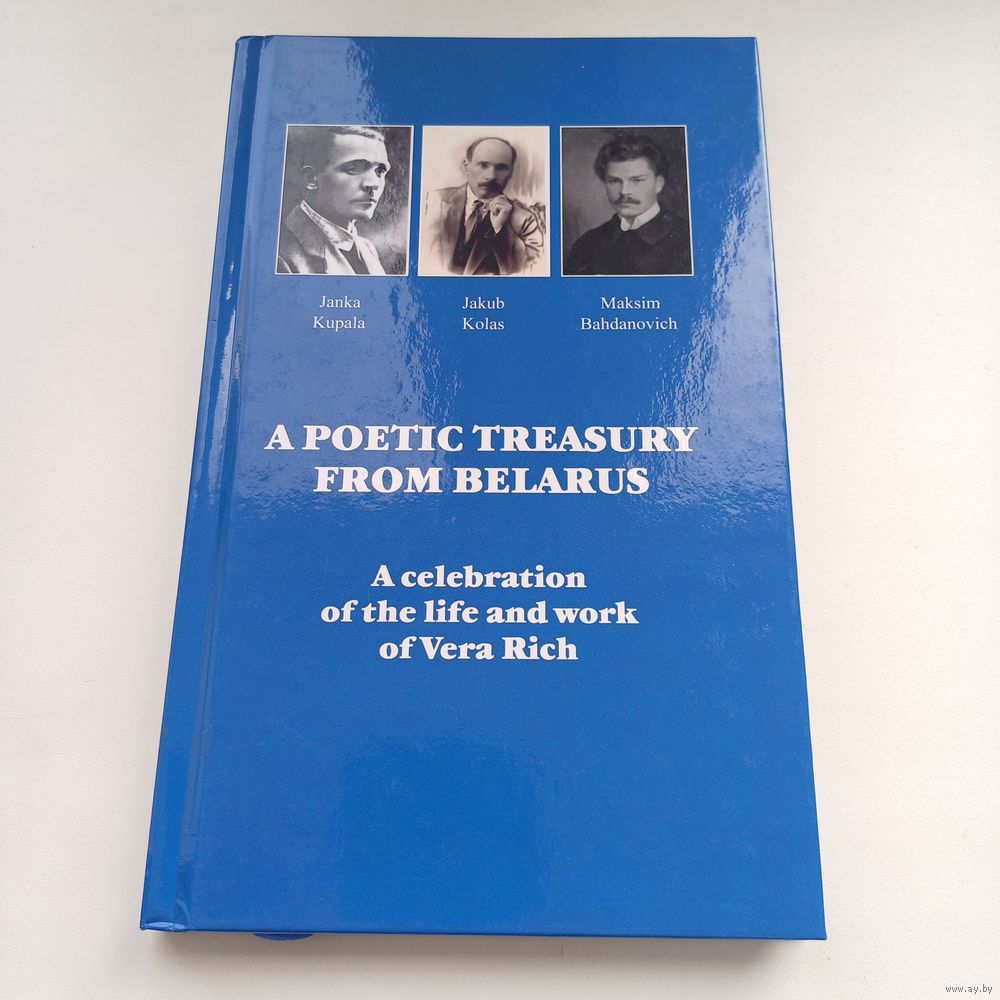 Janka
Kupala
Jakub
Kolas
Maksim
Bahdanovich
A POETIC TREASURY
FROM BELARUS
A celebration
of the life and work
of Vera Rich
www.ay.by